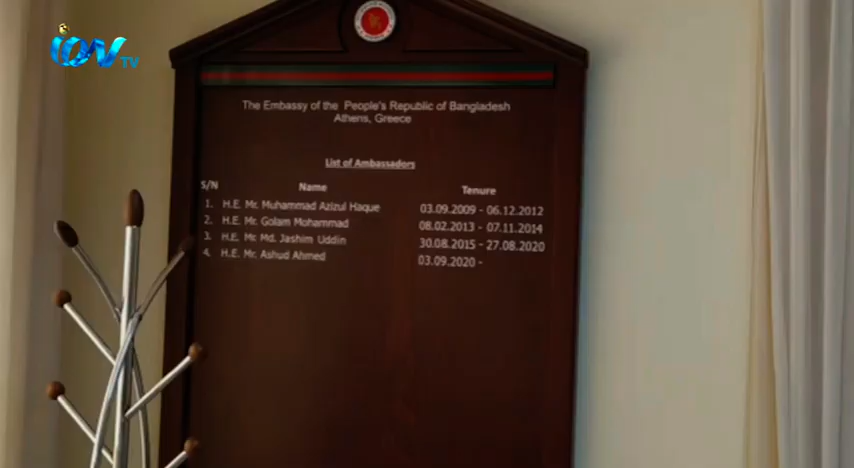 ION TV
The Embassy of the People's Republic of Bangladesh
Athens, Greece
List of Ambassadors
S/N Name Tenure
1. H.E. Mr. Muhammad Azizul Haque 03.09.2009 - 06.12.2012
2. H.E. Mr. Golam Mohammad 08.02.2013 - 07.11.2014
3. H.E. Mr. Md. Jashim Uddin 30.08.2015 - 27.08.2020
4. H.E. Mr. Ashud Ahmed 03.09.2020 -